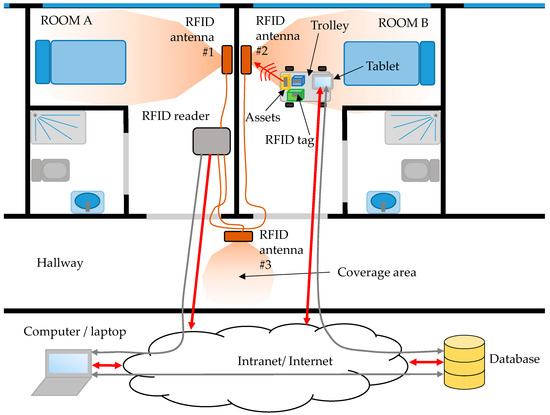 ROOM A
RFID
antenna
#1
RFID
antenna
#2
Trolley
ROOM B
Tablet
Assets
RFID tag
RFID reader
RFID
antenna
#3
Hallway
Coverage area
Computer / laptop
Intranet/ Internet
Database